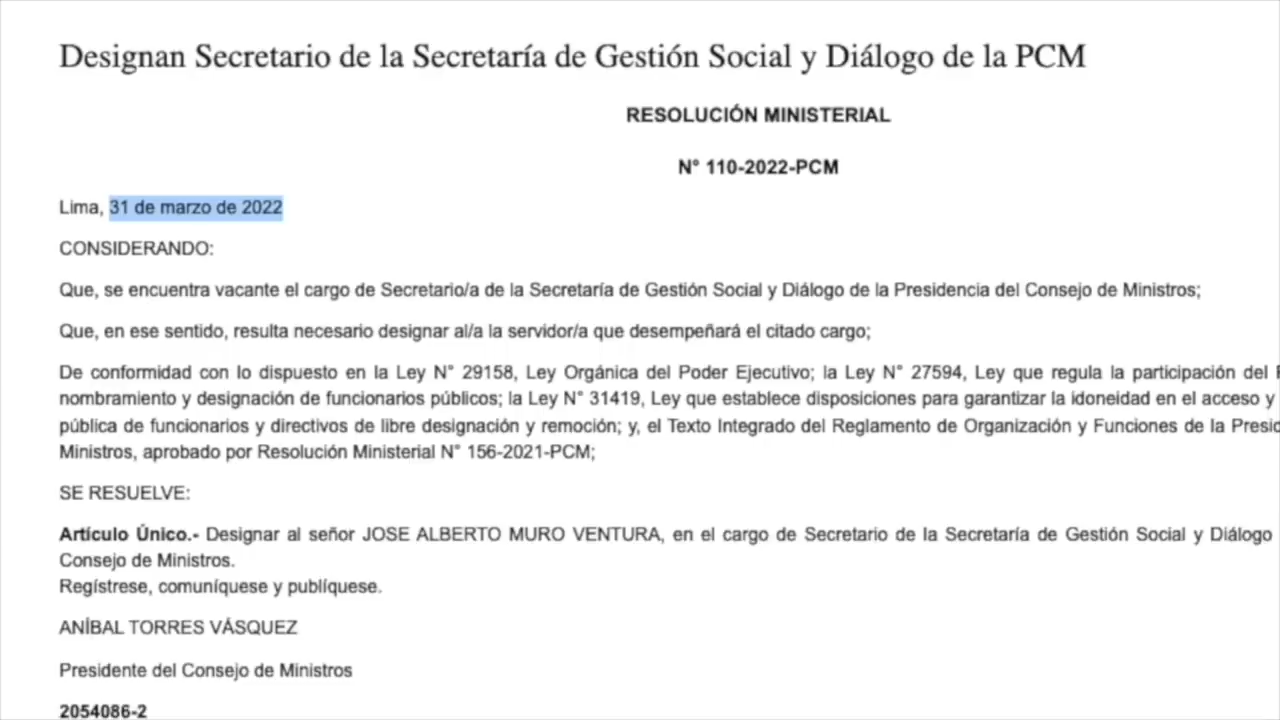 Designan Secretario de la Secretaría de Gestión Social y Diálogo de la PCM
RESOLUCIÓN MINISTERIAL
N° 110-2022-PCM
Lima, 31 de marzo de 2022
CONSIDERANDO:
Que, se encuentra vacante el cargo de Secretario/a de la Secretaría de Gestión Social y Diálogo de la Presidencia del Consejo de Ministros;
Que, en ese sentido, resulta necesario designar al/a la servidor/a que desempeñará el citado cargo;
De conformidad con lo dispuesto en la Ley N° 29158, Ley Orgánica del Poder Ejecutivo; la Ley N° 27594, Ley que regula la participación del
nombramiento y designación de funcionarios públicos; la Ley N° 31419, Ley que establece disposiciones para garantizar la idoneidad en el acceso y
pública de funcionarios y directivos de libre designación y remoción; y, el Texto Integrado del Reglamento de Organización y Funciones de la
Ministros, aprobado por Resolución Ministerial N° 156-2021-PCM;
SE RESUELVE:
Artículo Único.- Designar al señor JOSE ALBERTO MURO VENTURA, en el cargo de Secretario de la Secretaría de Gestión Social y Diálogo
Consejo de Ministros.
Regístrese, comuníquese y publíquese.
ANÍBAL TORRES VÁSQUEZ
Presidente del Consejo de Ministros
2054086-2